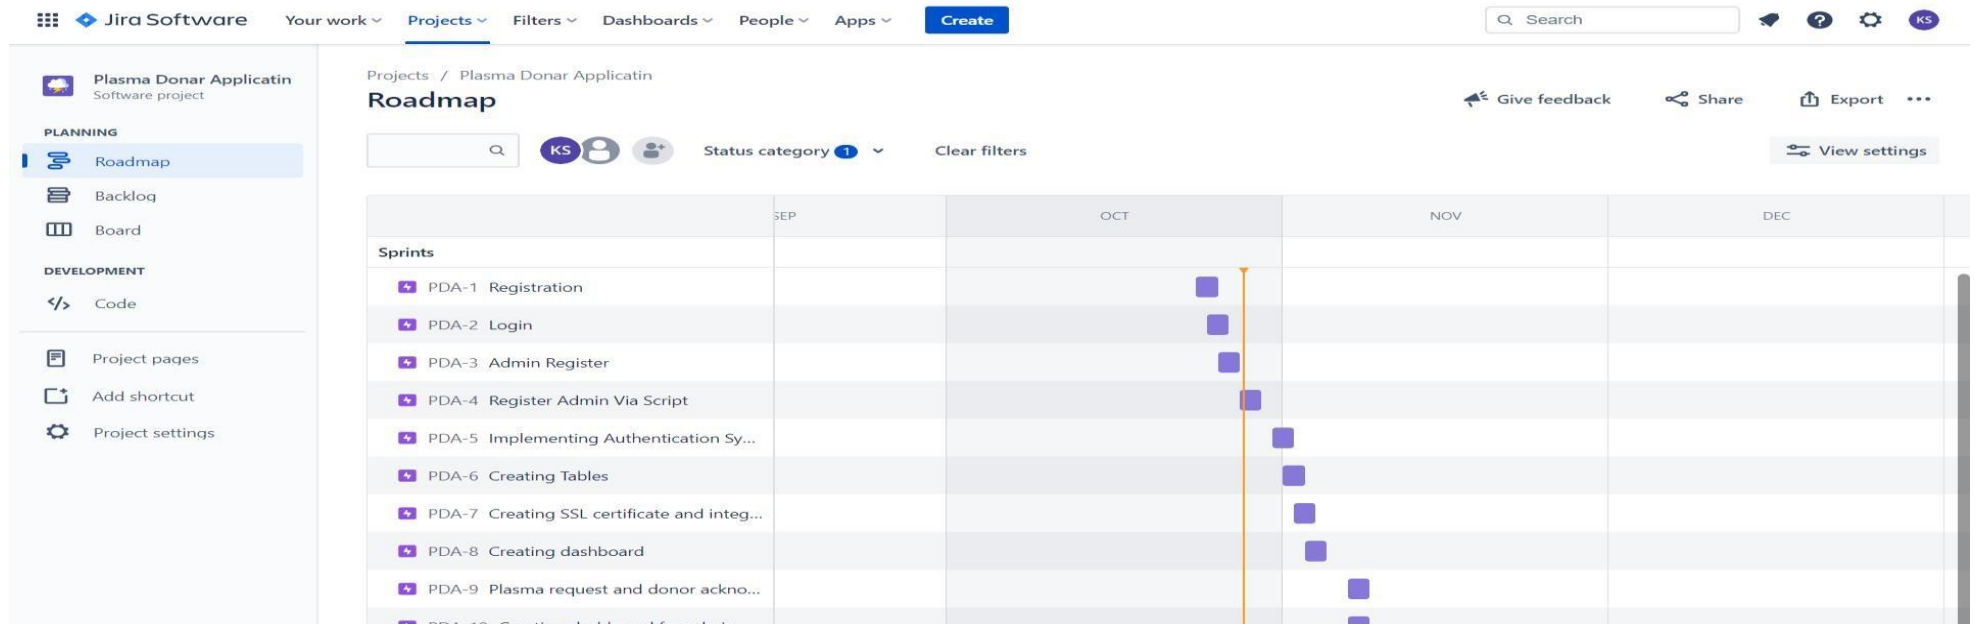 Jira Software Your work Projects Filters Dashboards People Apps Create Search KS
Plasma Donar Applicatin
Software project
PLANNING
Roadmap
Backlog
Board
DEVELOPMENT
Code
Project pages
Add shortcut
Project settings
Projects / Plasma Donar Applicatin
Roadmap
Give feedback Share Export
KS Status category 1 Clear filters View settings
SEP OCT NOV DEC
Sprints
PDA-1 Registration
PDA-2 Login
PDA-3 Admin Register
PDA-4 Register Admin Via Script
PDA-5 Implementing Authentication Sy...
PDA-6 Creating Tables
PDA-7 Creating SSL certificate and integ...
PDA-8 Creating dashboard
PDA-9 Plasma request and donor ackno...